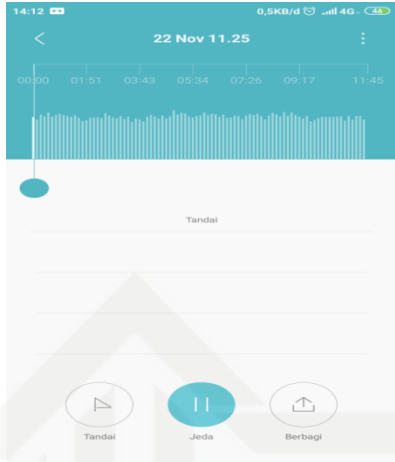 14:12 0,5KB/d 4G 46
22 Nov 11.25
00:00 01:51 03:43 05:34 07:26 09:17 11:45
Tandai
Tandai Jeda Berbagi